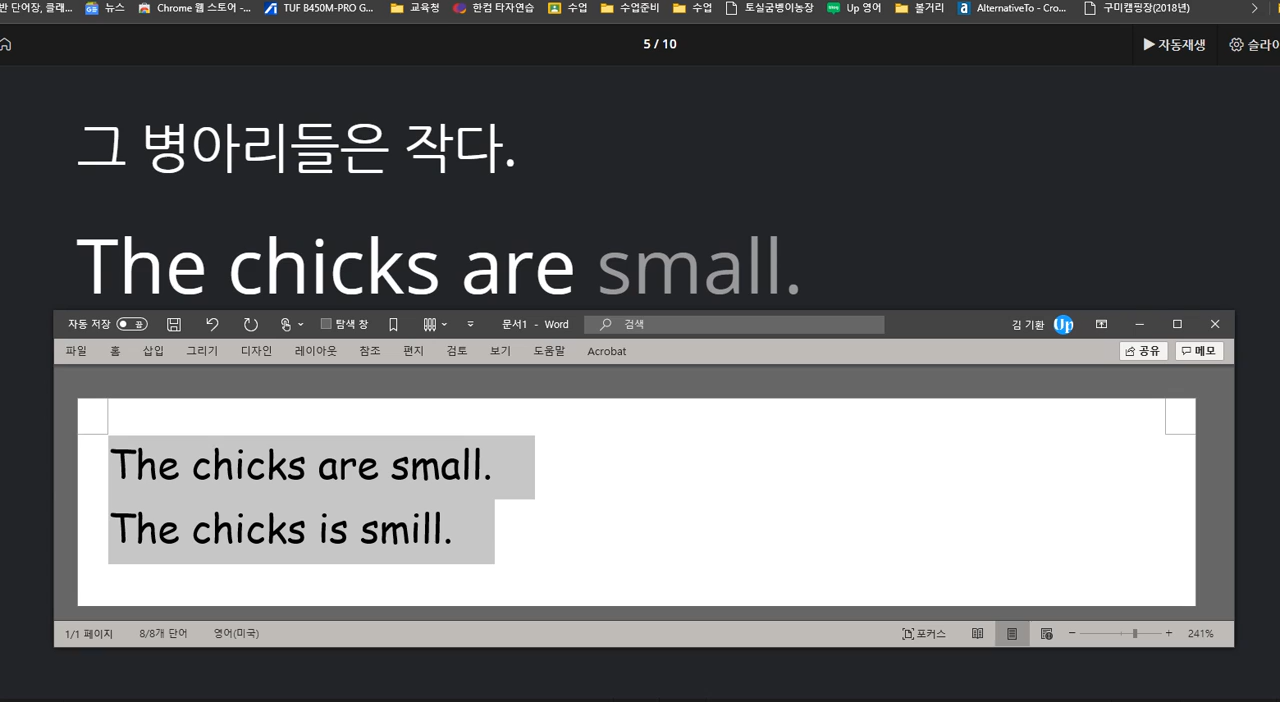 반 단어장, 클래... 뉴스 Chrome 웹 스토어 -... TUF B450M-PRO G... 교육청 한컴 타자연습 수업 수업준비 수업 토실굼벵이농장 Up 영어 볼거리 AlternativeTo - Cro... 구미캠핑장(2018년)
5 / 10 자동재생 슬라이
그 병아리들은 작다.
The chicks are small.
자동 저장 끔 탐색 창 문서1 - Word 검색 김 기환 Up
파일 홈 삽입 그리기 디자인 레이아웃 참조 편지 검토 보기 도움말 Acrobat 공유 메모
The chicks are small.
The chicks is smill.
1/1 페이지 8/8개 단어 영어(미국) 포커스 241%